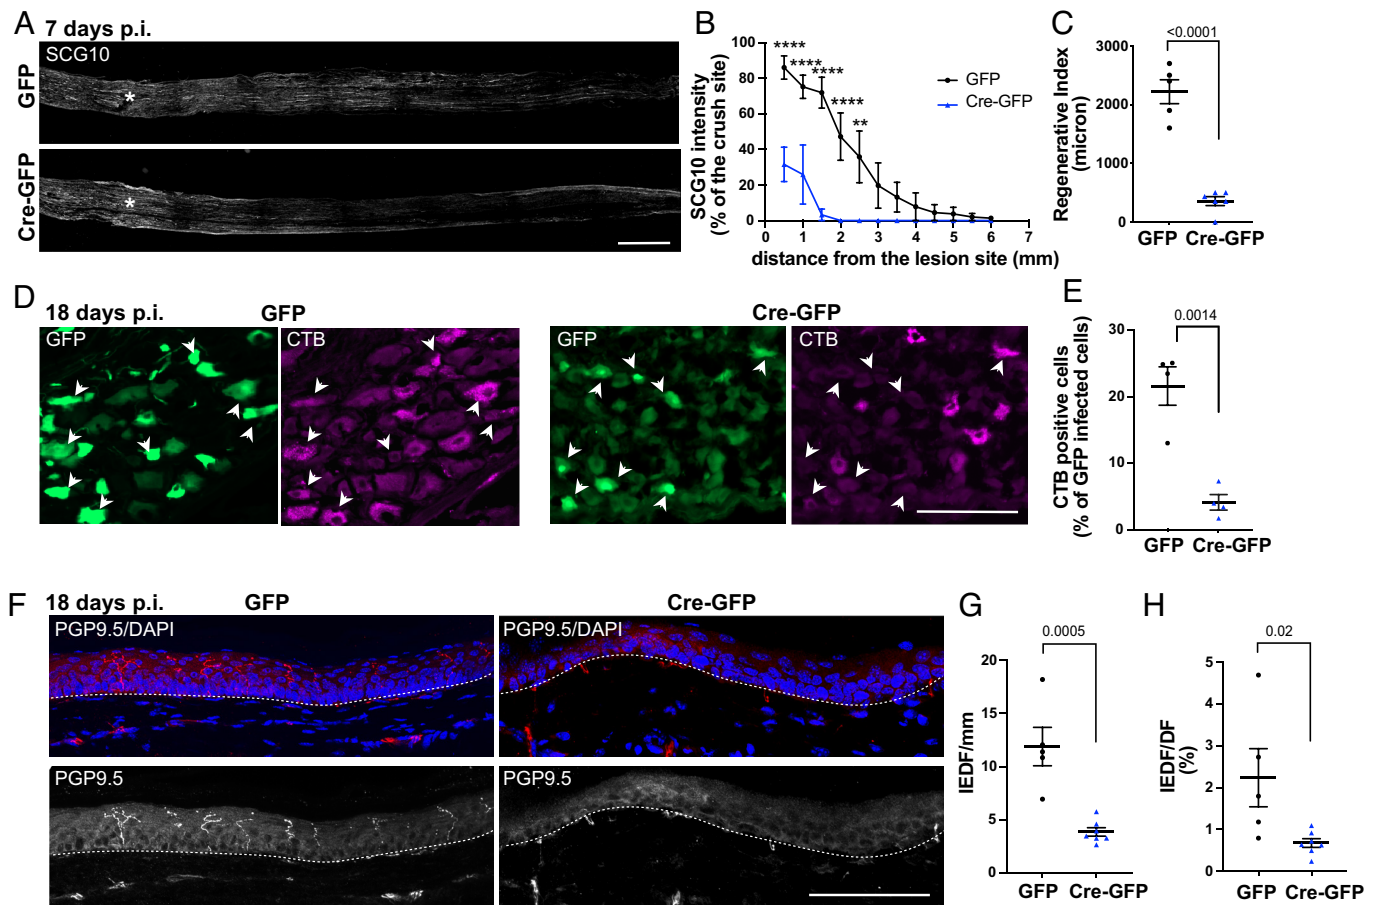 A
7 days p.i.
SCG10
GFP
Cre-GFP
*
*
B
SCG10 intensity
(% of the crush site)
100
80
60
40
20
0
****
****
****
****
**
GFP
Cre-GFP
0 1 2 3 4 5 6 7
distance from the lesion site (mm)
C
<0.0001
Regenerative Index
(micron)
3000
2000
1000
0
GFP Cre-GFP
D
18 days p.i.
GFP
Cre-GFP
GFP
CTB
GFP
CTB
E
0.0014
CTB positive cells
(% of GFP infected cells)
30
20
10
0
GFP Cre-GFP
F
18 days p.i.
GFP
Cre-GFP
PGP9.5/DAPI
PGP9.5/DAPI
PGP9.5
PGP9.5
G
0.0005
IEDF/mm
20
15
10
5
0
GFP Cre-GFP
H
0.02
IEDF/DF
(%)
5
4
3
2
1
0
GFP Cre-GFP